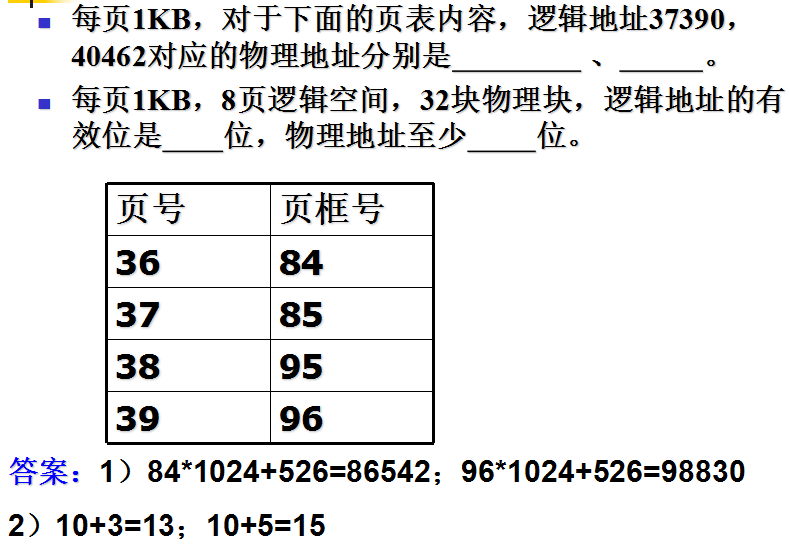 每页1KB，对于下面的页表内容，逻辑地址37390，
40462对应的物理地址分别是_________ 、______。
每页1KB，8页逻辑空间，32块物理块，逻辑地址的有
效位是____位，物理地址至少_____位。
页号 页框号
36 84
37 85
38 95
39 96
答案：1）84*1024+526=86542；96*1024+526=98830
2）10+3=13；10+5=15